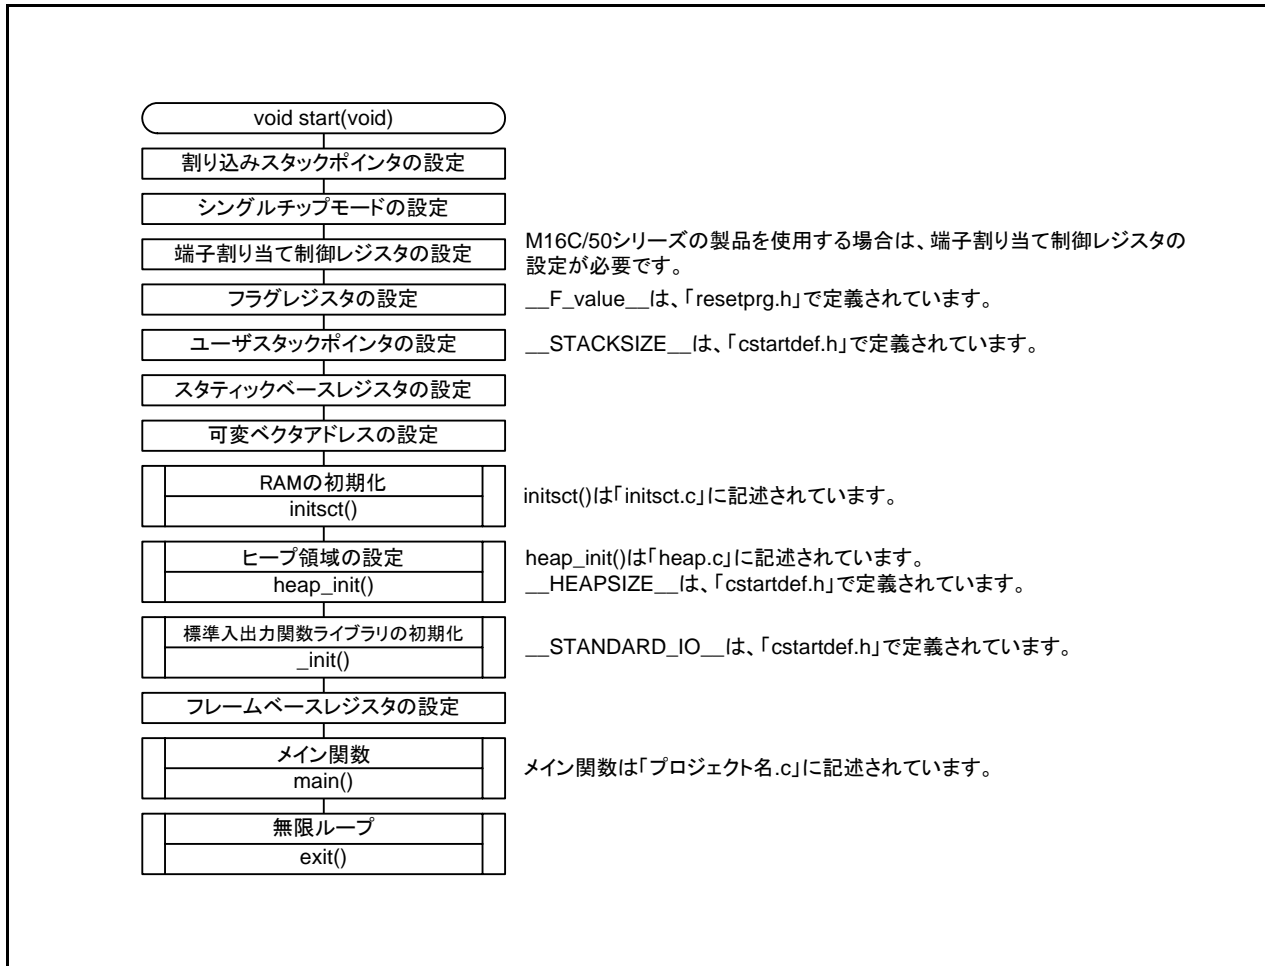 void start(void)
割り込みスタックポインタの設定
シングルチップモードの設定
端子割り当て制御レジスタの設定
M16C/50シリーズの製品を使用する場合は、端子割り当て制御レジスタの
設定が必要です。
フラグレジスタの設定
__F_value__は、「resetprg.h」で定義されています。
ユーザスタックポインタの設定
__STACKSIZE__は、「cstartdef.h」で定義されています。
スタティックベースレジスタの設定
可変ベクタアドレスの設定
RAMの初期化
initsct()
initsct()は「initsct.c」に記述されています。
ヒープ領域の設定
heap_init()
heap_init()は「heap.c」に記述されています。
__HEAPSIZE__は、「cstartdef.h」で定義されています。
標準入出力関数ライブラリの初期化
_init()
__STANDARD_IO__は、「cstartdef.h」で定義されています。
フレームベースレジスタの設定
メイン関数
main()
メイン関数は「プロジェクト名.c」に記述されています。
無限ループ
exit()